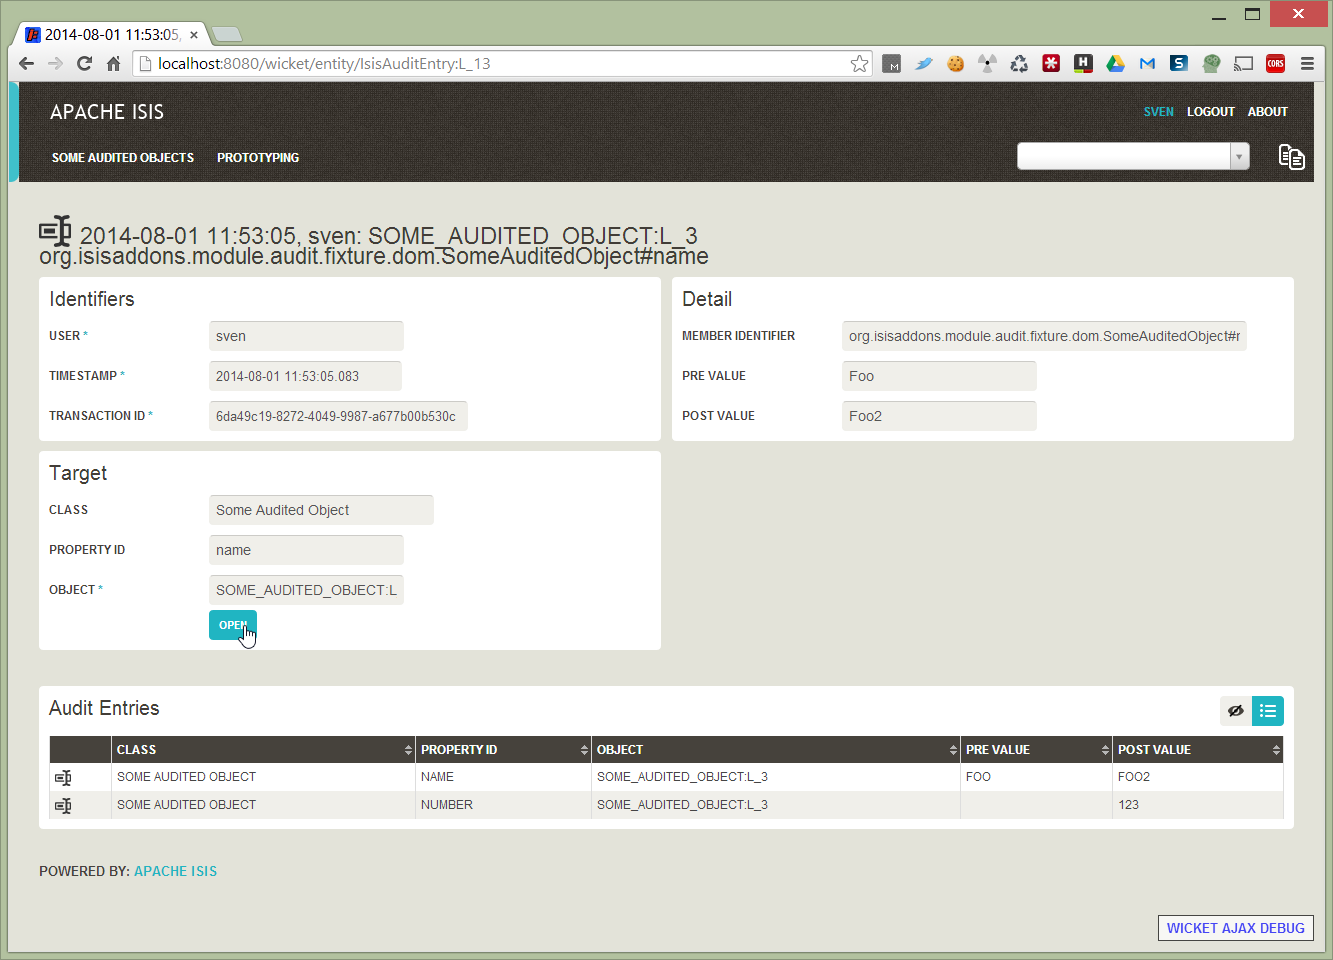 2014-08-01 11:53:05,
localhost:8080/wicket/entity/IsisAuditEntry:L_13
APACHE ISIS
SVEN LOGOUT ABOUT
SOME AUDITED OBJECTS PROTOTYPING
2014-08-01 11:53:05, sven: SOME_AUDITED_OBJECT:L_3
org.isisaddons.module.audit.fixture.dom.SomeAuditedObject#name
Identifiers
USER * sven
TIMESTAMP * 2014-08-01 11:53:05.083
TRANSACTION ID * 6da49c19-8272-4049-9987-a677b00b530c
Detail
MEMBER IDENTIFIER org.isisaddons.module.audit.fixture.dom.SomeAuditedObject#r
PRE VALUE Foo
POST VALUE Foo2
Target
CLASS Some Audited Object
PROPERTY ID name
OBJECT * SOME_AUDITED_OBJECT:L
OPEN
Audit Entries
CLASS PROPERTY ID OBJECT PRE VALUE POST VALUE
SOME AUDITED OBJECT NAME SOME_AUDITED_OBJECT:L_3 FOO FOO2
SOME AUDITED OBJECT NUMBER SOME_AUDITED_OBJECT:L_3 123
POWERED BY: APACHE ISIS
WICKET AJAX DEBUG